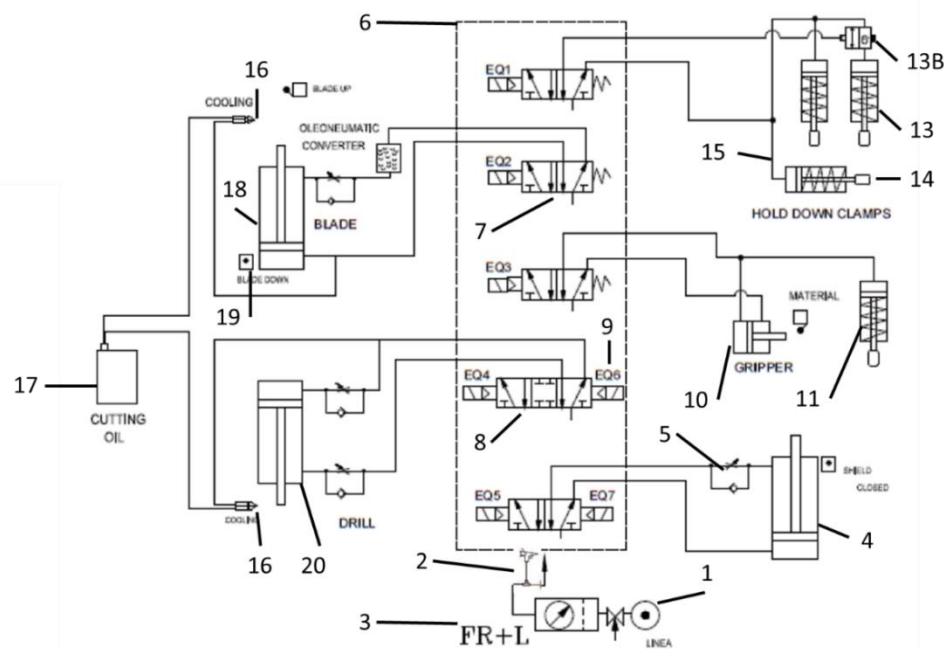 6
16
BLADE UP
COOLING
EQ1
13B
OLEONEUMATIC
CONVERTER
13
EQ2
15
14
18
BLADE
7
HOLD DOWN CLAMPS
BLADE DOWN
EQ3
19
9
MATERIAL
10
GRIPPER
11
17
EQ4
EQ6
CUTTING
OIL
8
5
SHIELD
CLOSED
EQ5
EQ7
COOLING
DRILL
4
16
20
2
1
3
FR+L
LINEA